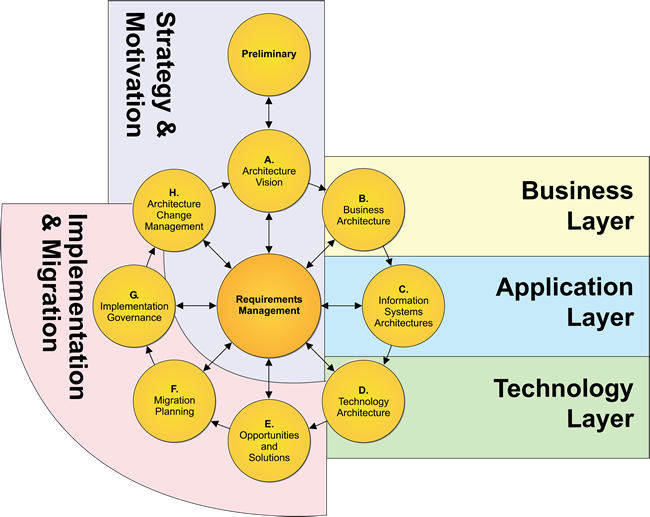 Strategy &
Motivation
Preliminary
A.
Architecture
Vision
H.
Architecture
Change
Management
B.
Business
Architecture
Business
Layer
Implementation
& Migration
G.
Implementation
Governance
Requirements
Management
C.
Information
Systems
Architectures
Application
Layer
F.
Migration
Planning
D.
Technology
Architecture
Technology
Layer
E.
Opportunities
and
Solutions